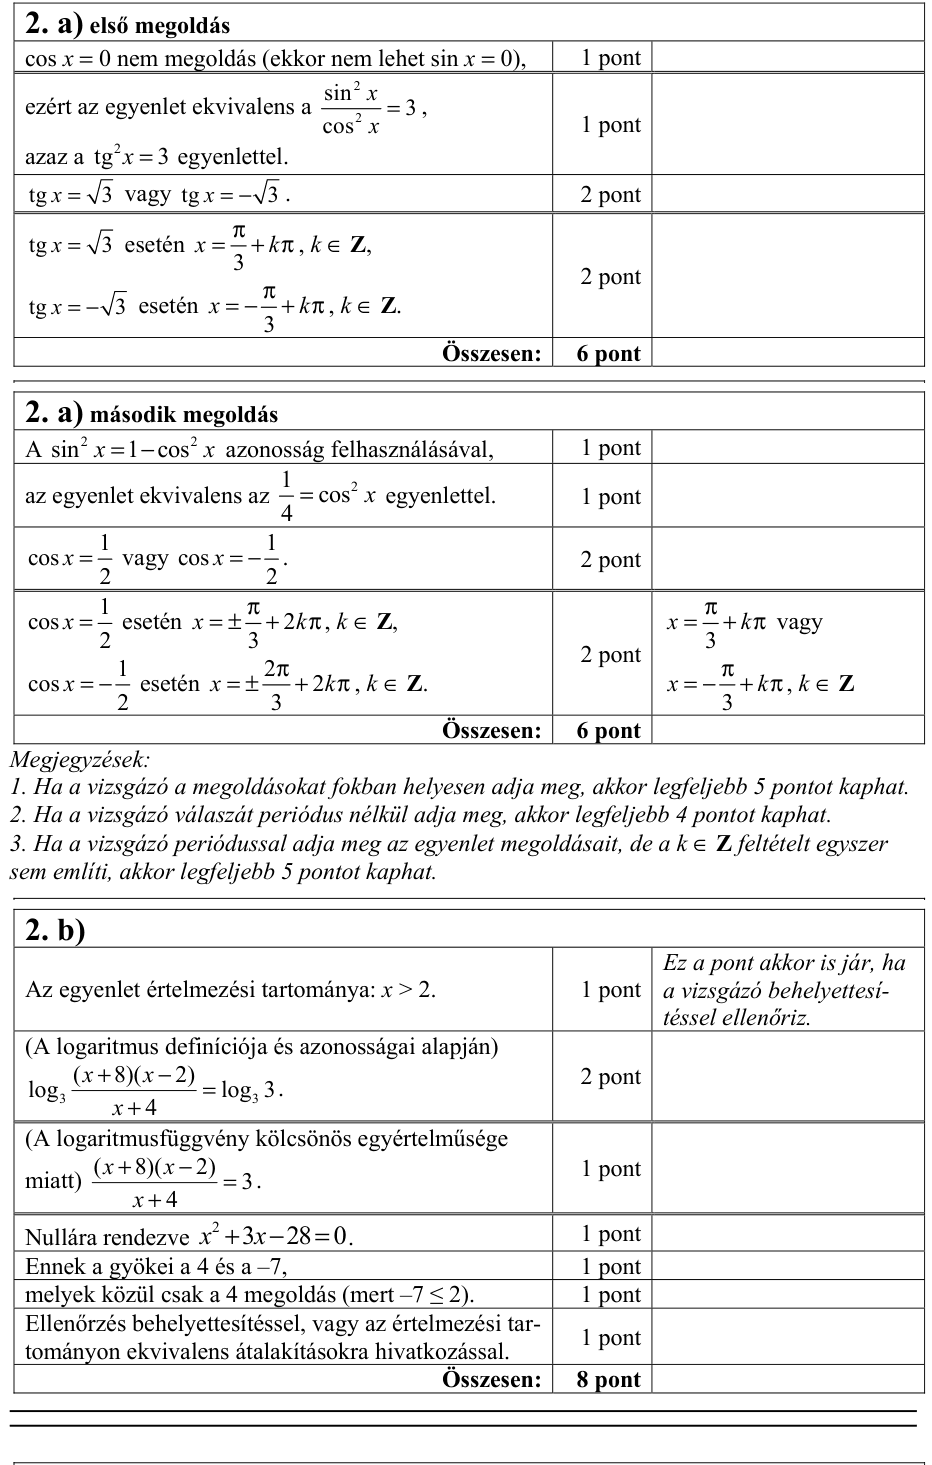 2. a) első megoldás
cos x = 0 nem megoldás (ekkor nem lehet sin x = 0), 1 pont
ezért az egyenlet ekvivalens a sin² x / cos² x = 3 , 1 pont
azaz a tg²x = 3 egyenlettel.
tg x = √3 vagy tg x = −√3 . 2 pont
tg x = √3 esetén x = π/3 + kπ , k ∈ Z, 2 pont
tg x = −√3 esetén x = −π/3 + kπ , k ∈ Z.
Összesen: 6 pont
2. a) második megoldás
A sin² x = 1 − cos² x azonosság felhasználásával, 1 pont
az egyenlet ekvivalens az 1/4 = cos² x egyenlettel. 1 pont
cos x = 1/2 vagy cos x = −1/2 . 2 pont
cos x = 1/2 esetén x = ± π/3 + 2kπ , k ∈ Z, 2 pont x = π/3 + kπ vagy
cos x = −1/2 esetén x = ± 2π/3 + 2kπ , k ∈ Z. x = −π/3 + kπ , k ∈ Z
Összesen: 6 pont
Megjegyzések:
1. Ha a vizsgázó a megoldásokat fokban helyesen adja meg, akkor legfeljebb 5 pontot kaphat.
2. Ha a vizsgázó válaszát periódus nélkül adja meg, akkor legfeljebb 4 pontot kaphat.
3. Ha a vizsgázó periódussal adja meg az egyenlet megoldásait, de a k ∈ Z feltételt egyszer
sem említi, akkor legfeljebb 5 pontot kaphat.
2. b)
Az egyenlet értelmezési tartománya: x > 2. 1 pont
Ez a pont akkor is jár, ha
a vizsgázó behelyettesí-
téssel ellenőriz.
(A logaritmus definíciója és azonosságai alapján)
log₃ (x + 8)(x − 2) / x + 4 = log₃ 3 . 2 pont
(A logaritmusfüggvény kölcsönös egyértelműsége
miatt) (x + 8)(x − 2) / x + 4 = 3 . 1 pont
Nullára rendezve x² + 3x − 28 = 0. 1 pont
Ennek a gyökei a 4 és a –7, 1 pont
melyek közül csak a 4 megoldás (mert –7 ≤ 2). 1 pont
Ellenőrzés behelyettesítéssel, vagy az értelmezési tar-
tományon ekvivalens átalakításokra hivatkozással. 1 pont
Összesen: 8 pont